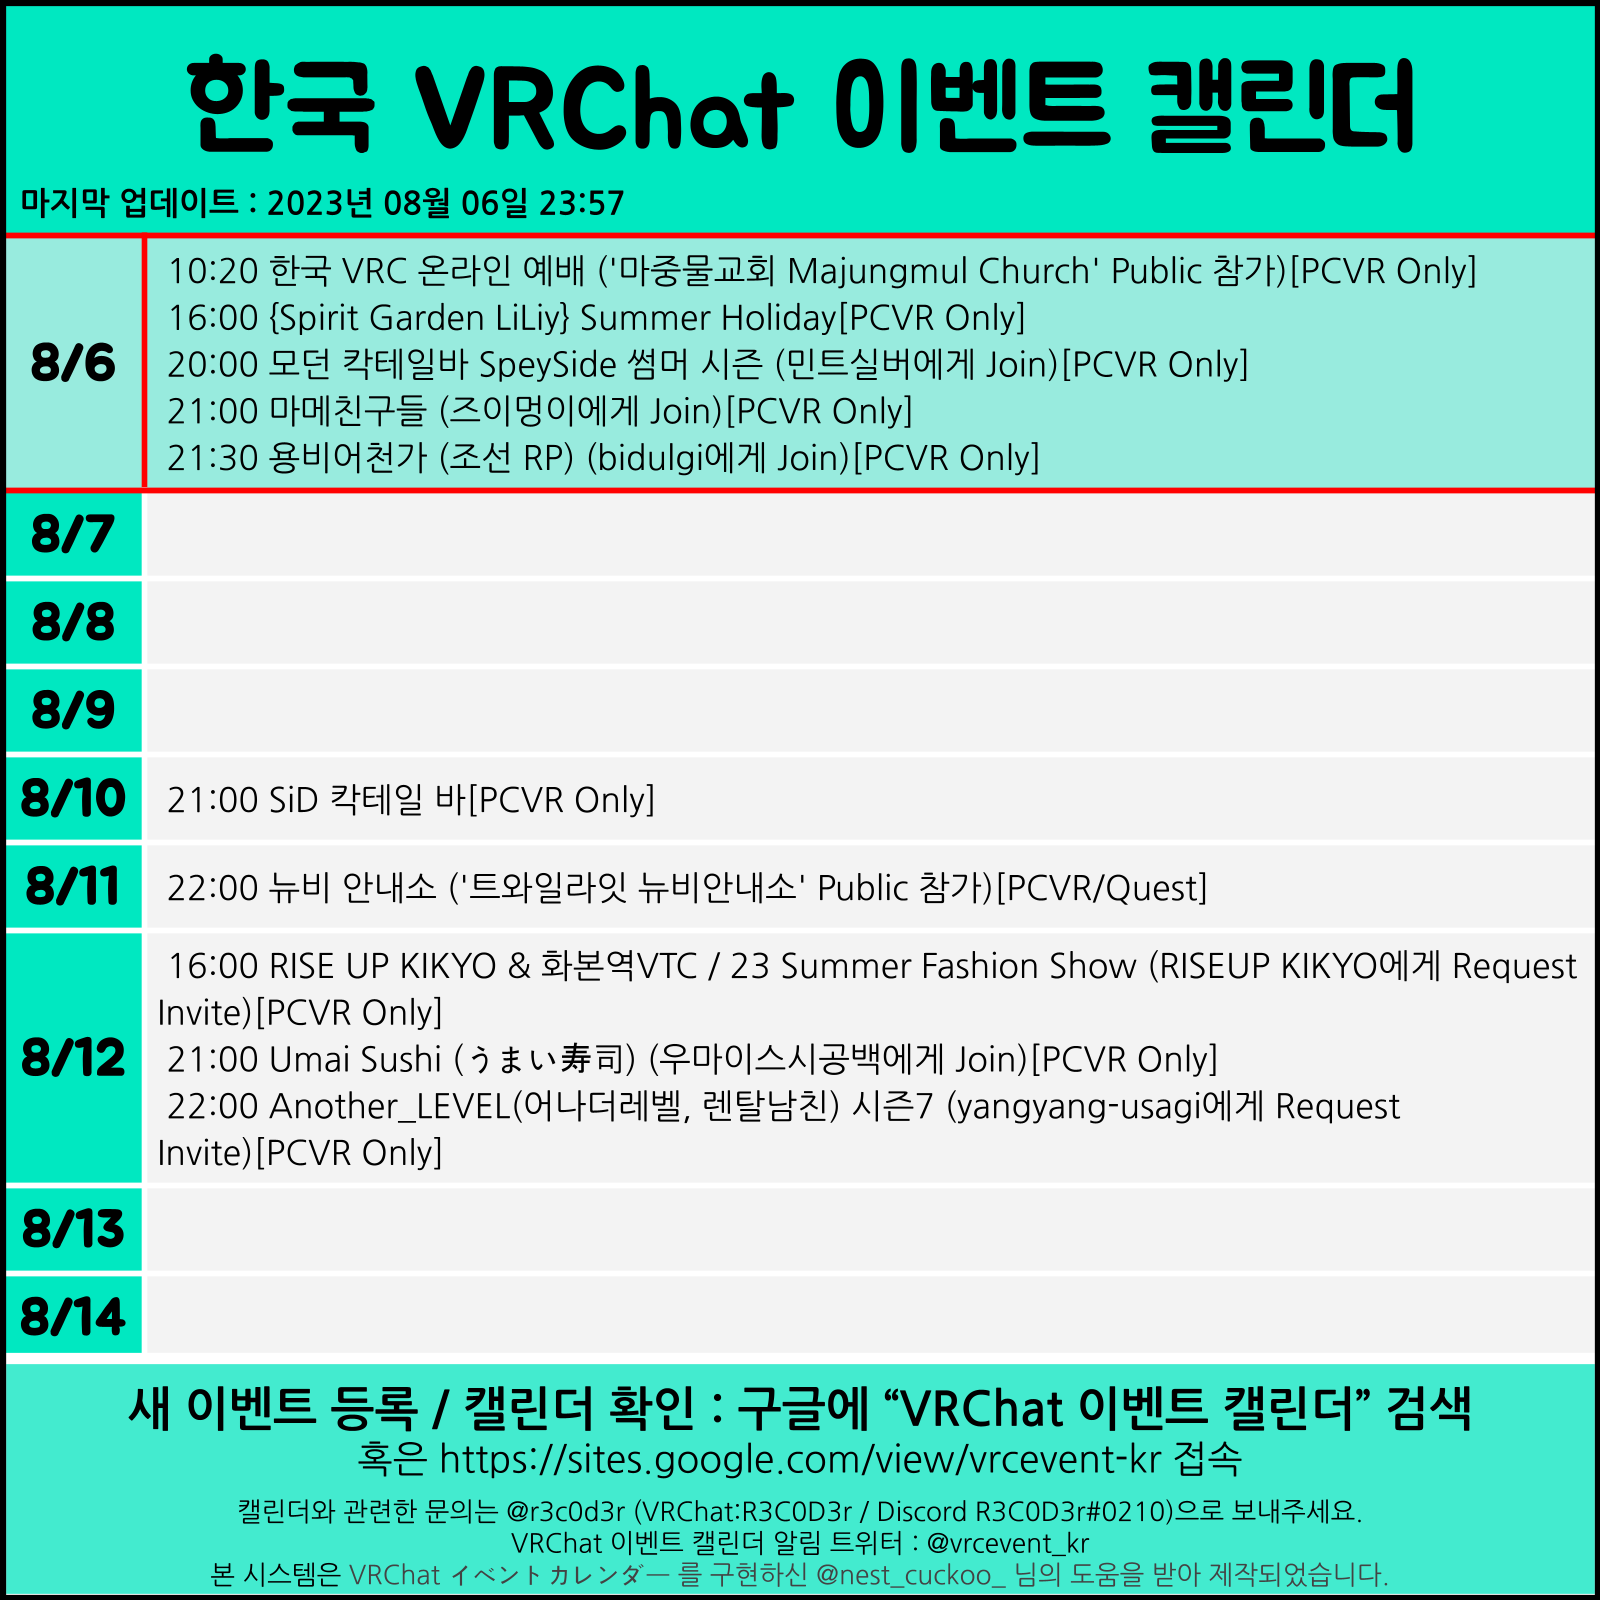 한국 VRChat 이벤트 캘린더
마지막 업데이트 : 2023년 08월 06일 23:57
8/6
10:20 한국 VRC 온라인 예배 ('마중물교회 Majungmul Church' Public 참가)[PCVR Only]
16:00 {Spirit Garden LiLiy} Summer Holiday[PCVR Only]
20:00 모던 칵테일바 SpeySide 썸머 시즌 (민트실버에게 Join)[PCVR Only]
21:00 마메친구들 (즈이멍이에게 Join)[PCVR Only]
21:30 용비어천가 (조선 RP) (bidulgi에게 Join)[PCVR Only]
8/7
8/8
8/9
8/10
21:00 SiD 칵테일 바[PCVR Only]
8/11
22:00 뉴비 안내소 ('트와일라잇 뉴비안내소' Public 참가)[PCVR/Quest]
8/12
16:00 RISE UP KIKYO & 화본역VTC / 23 Summer Fashion Show (RISEUP KIKYO에게 Request
Invite)[PCVR Only]
21:00 Umai Sushi (うまい寿司) (우마이스시공백에게 Join)[PCVR Only]
22:00 Another_LEVEL(어나더레벨, 렌탈남친) 시즌7 (yangyang-usagi에게 Request
Invite)[PCVR Only]
8/13
8/14
새 이벤트 등록 / 캘린더 확인 : 구글에 “VRChat 이벤트 캘린더” 검색
혹은 https://sites.google.com/view/vrcevent-kr 접속
캘린더와 관련한 문의는 @r3c0d3r (VRChat:R3C0D3r / Discord R3C0D3r#0210)으로 보내주세요.
VRChat 이벤트 캘린더 알림 트위터 : @vrcevent_kr
본 시스템은 VRChat イベントカレンダー 를 구현하신 @nest_cuckoo_ 님의 도움을 받아 제작되었습니다.